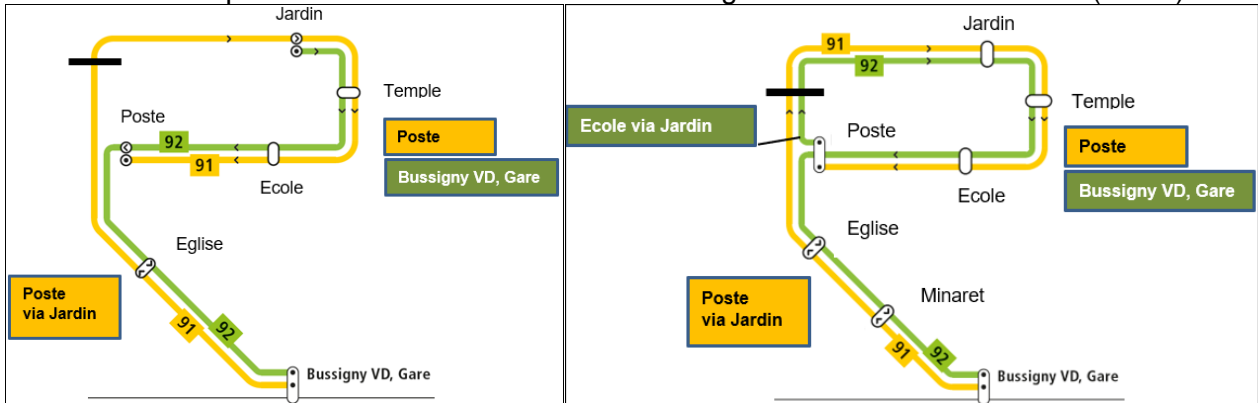 Jardin
Temple
Poste
92
91
Ecole
Poste
Bussigny VD, Gare
Eglise
Poste
via Jardin
91
92
Bussigny VD, Gare
91
92
Jardin
Ecole via Jardin
Poste
Temple
Poste
Ecole
Bussigny VD, Gare
Eglise
Minaret
Poste
via Jardin
91
92
Bussigny VD, Gare